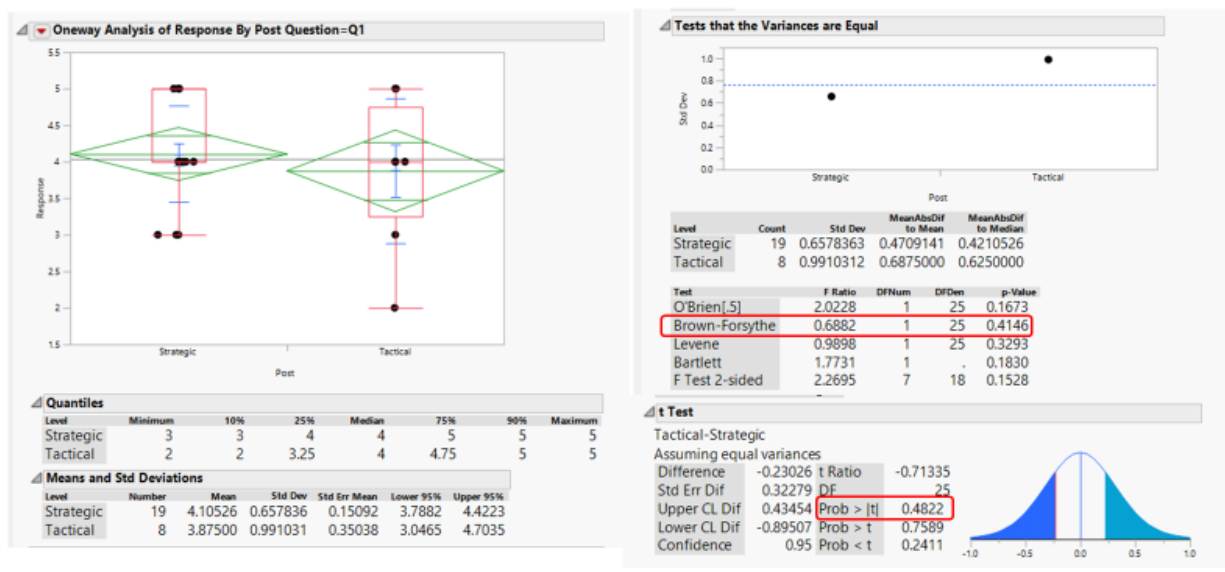 Oneway Analysis of Response By Post Question=Q1
5.5
5
4.5
4
3.5
3
2.5
2
1.5
Response
Strategic Tactical
Post
Quantiles
Level Minimum 10% 25% Median 75% 90% Maximum
Strategic 3 3 4 4 5 5 5
Tactical 2 2 3.25 4 4.75 5 5
Means and Std Deviations
Level Number Mean Std Dev Std Err Mean Lower 95% Upper 95%
Strategic 19 4.10526 0.657836 0.15092 3.7882 4.4223
Tactical 8 3.87500 0.991031 0.35038 3.0465 4.7035
Tests that the Variances are Equal
1.0
0.8
0.6
0.4
0.2
0.0
Std Dev
Strategic Tactical
Post
Level Count Std Dev MeanAbsDif to Mean MeanAbsDif to Median
Strategic 19 0.6578363 0.4709141 0.4210526
Tactical 8 0.9910312 0.6875000 0.6250000
Test F Ratio DFNum DFDen p-Value
O'Brien[.5] 2.0228 1 25 0.1673
Brown-Forsythe 0.6882 1 25 0.4146
Levene 0.9898 1 25 0.3293
Bartlett 1.7731 1 . 0.1830
F Test 2-sided 2.2695 7 18 0.1528
t Test
Tactical-Strategic
Assuming equal variances
Difference -0.23026 t Ratio -0.71335
Std Err Dif 0.32279 DF 25
Upper CL Dif 0.43454 Prob > |t| 0.4822
Lower CL Dif -0.89507 Prob > t 0.7589
Confidence 0.95 Prob < t 0.2411
-1.0 -0.5 0.0 0.5 1.0